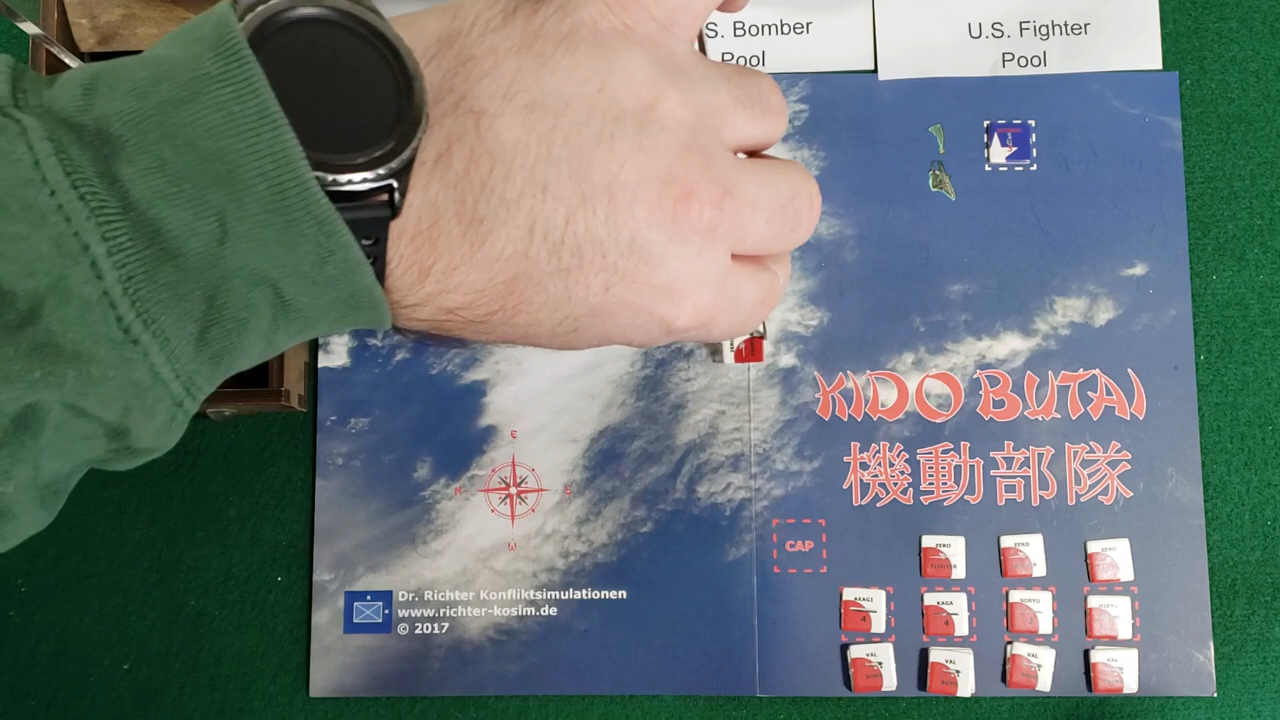 S. Bomber
Pool
U.S. Fighter
Pool
KIDO BUTAI
機動部隊
E
N
S
W
CAP
ZERO
FIGHTER
ZERO
ZERO
AKAGI
4
KAGA
4
SORYU
HIRYU
VAL
VAL
VAL
VAL
Dr. Richter Konfliktsimulationen
www.richter-kosim.de
© 2017